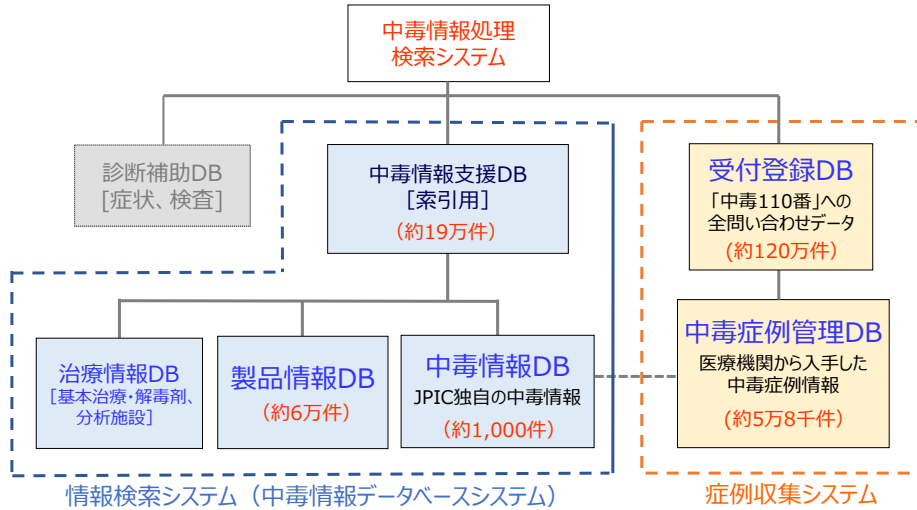 中毒情報処理
検索システム
診断補助DB
[症状、検査]
中毒情報支援DB
[索引用]
（約19万件）
受付登録DB
「中毒110番」への
全問い合わせデータ
(約120万件）
治療情報DB
[基本治療・解毒剤、
分析施設]
製品情報DB
（約6万件）
中毒情報DB
JPIC独自の中毒情報
（約1,000件）
中毒症例管理DB
医療機関から入手した
中毒症例情報
(約5万8千件）
情報検索システム（中毒情報データベースシステム）
症例収集システム